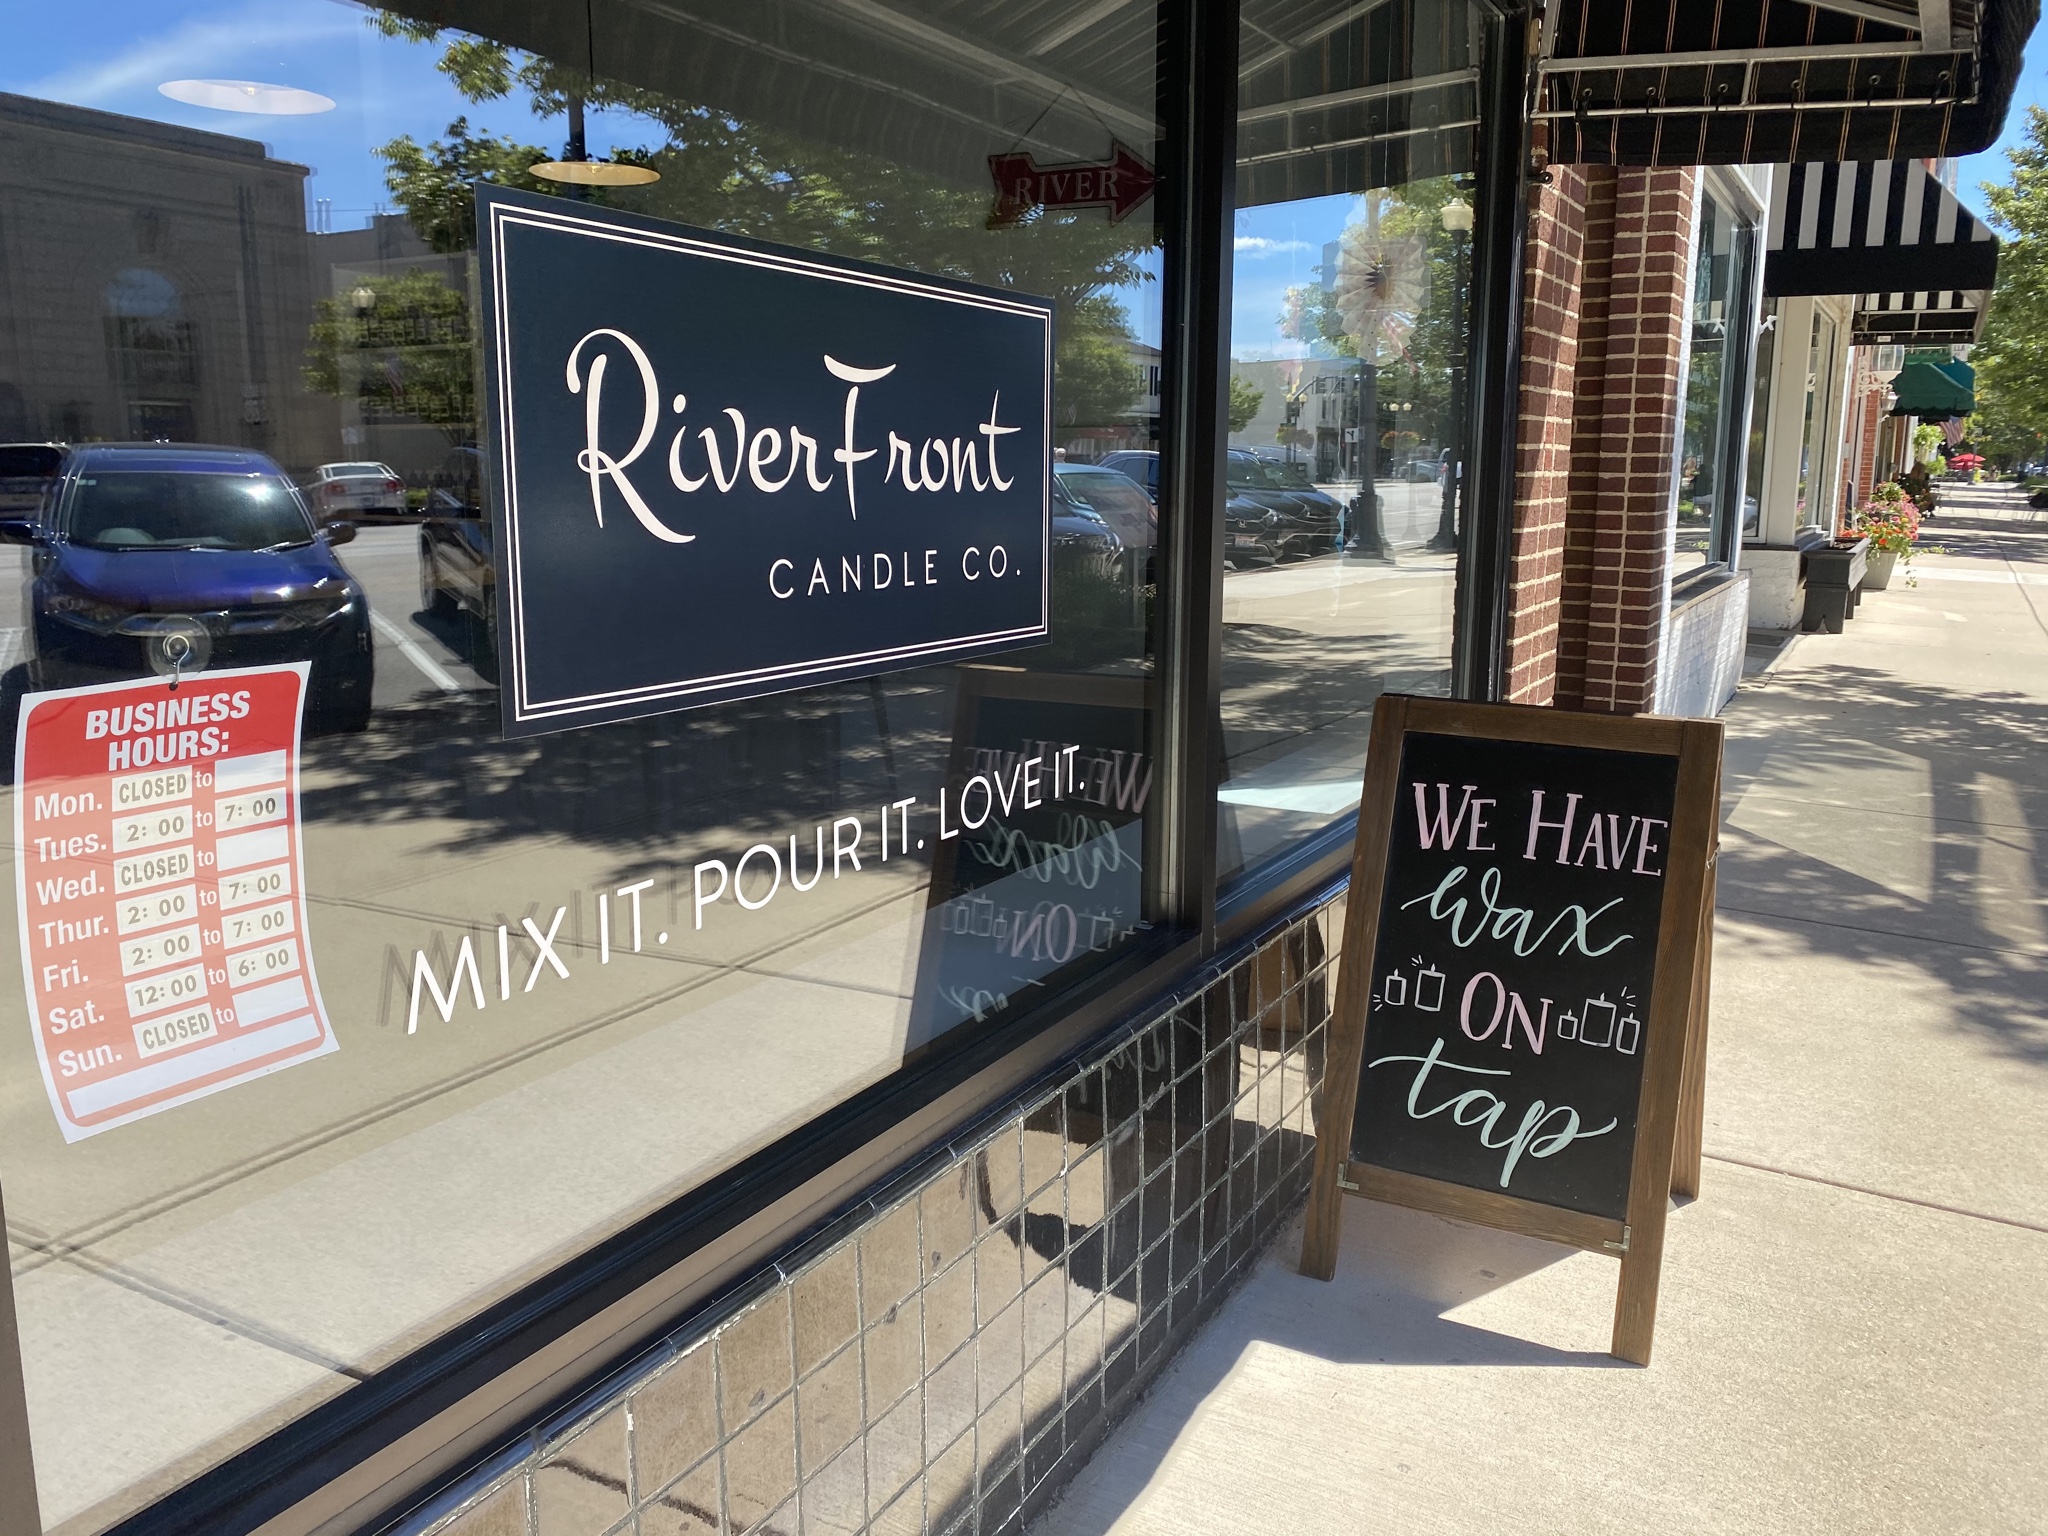 RIVER
RiverFront
CANDLE CO.
MIX IT. POUR IT. LOVE IT.
BUSINESS
HOURS:
Mon. CLOSED to
Tues. 2:00 to 7:00
Wed. CLOSED to
Thur. 2:00 to 7:00
Fri. 2:00 to 7:00
Sat. 12:00 to 6:00
Sun. CLOSED to
WE HAVE
wax
ON
tap